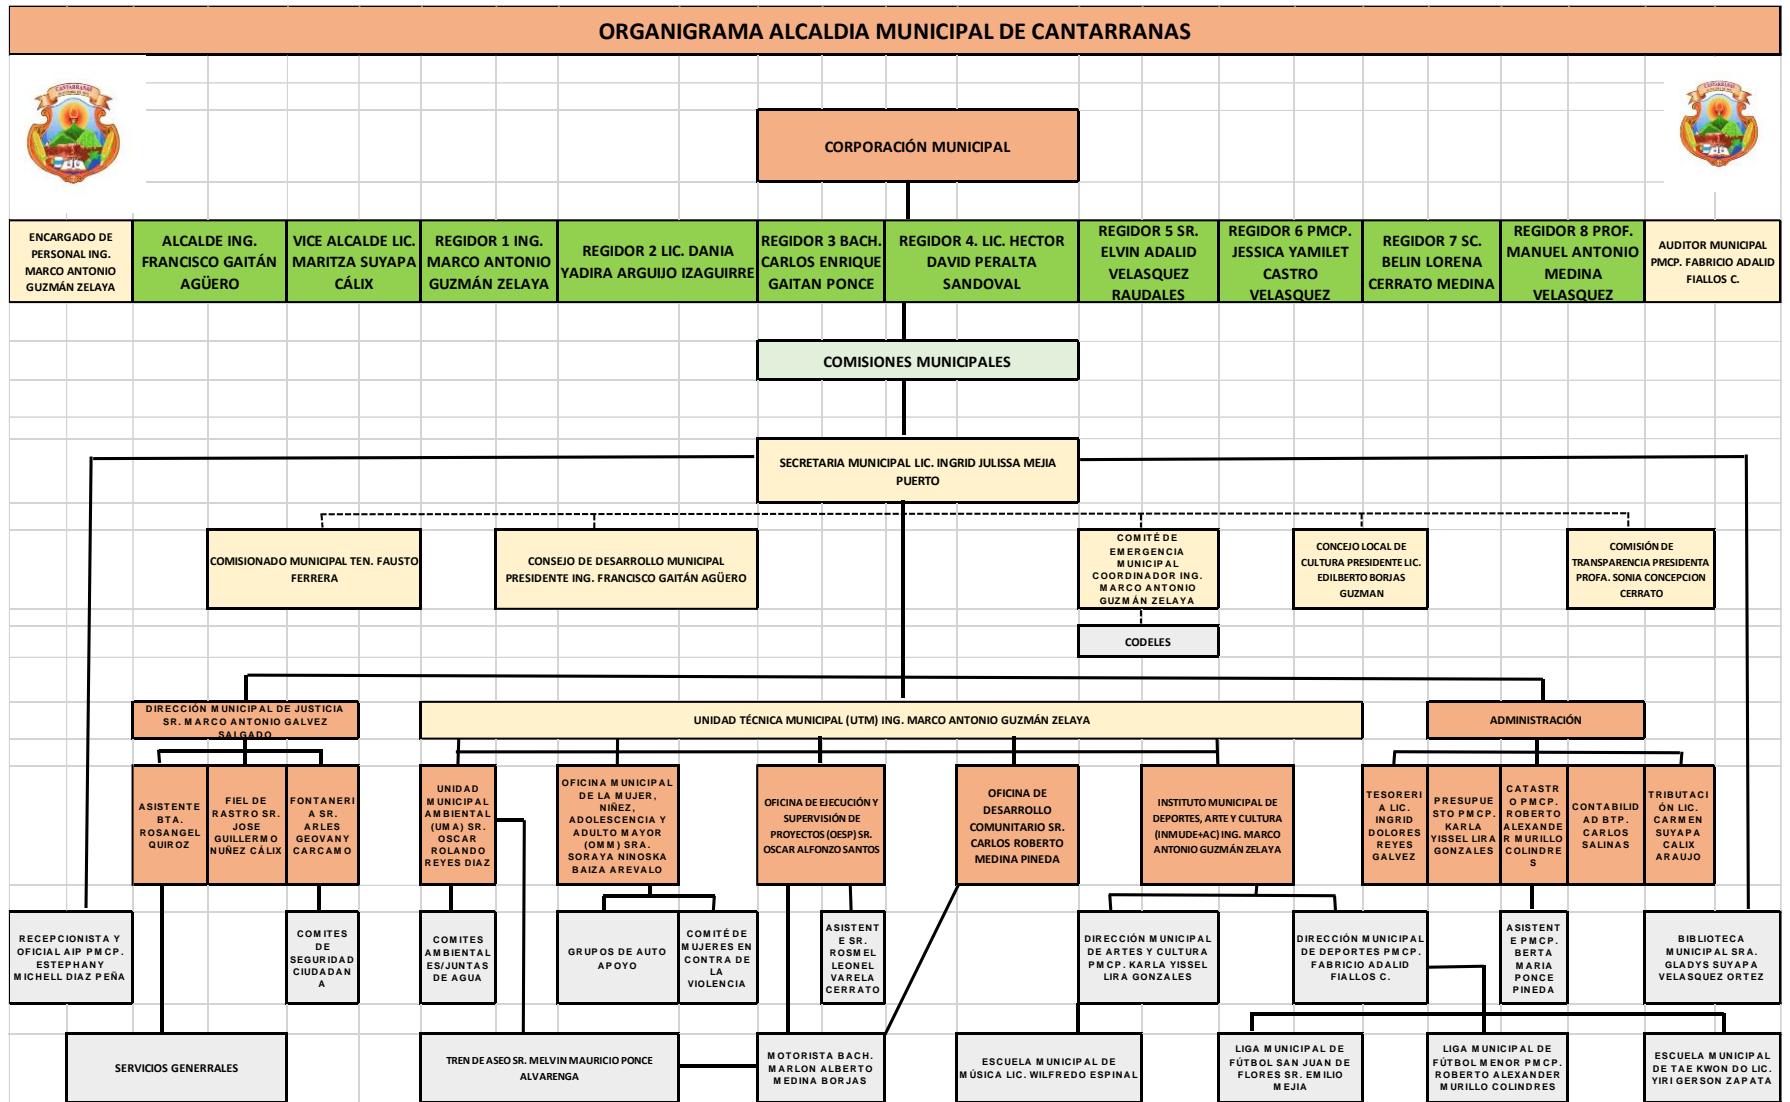 ORGANIGRAMA ALCALDIA MUNICIPAL DE CANTARRANAS
CANTARRANAS
CANTARRANAS
CORPORACIÓN MUNICIPAL
ENCARGADO DE
PERSONAL ING.
MARCO ANTONIO
GUZMÁN ZELAYA
ALCALDE ING.
FRANCISCO GAITÁN
AGÜERO
VICE ALCALDE LIC.
MARITZA SUYAPA
CÁLIX
REGIDOR 1 ING.
MARCO ANTONIO
GUZMÁN ZELAYA
REGIDOR 2 LIC. DANIA
YADIRA ARGUIJO IZAGUIRRE
REGIDOR 3 BACH.
CARLOS ENRIQUE
GAITAN PONCE
REGIDOR 4. LIC. HECTOR
DAVID PERALTA
SANDOVAL
REGIDOR 5 SR.
ELVIN ADALID
VELASQUEZ
RAUDALES
REGIDOR 6 PMCP.
JESSICA YAMILET
CASTRO
VELASQUEZ
REGIDOR 7 SC.
BELIN LORENA
CERRATO MEDINA
REGIDOR 8 PROF.
MANUEL ANTONIO
MEDINA
VELASQUEZ
AUDITOR MUNICIPAL
PMCP. FABRICIO ADALID
FIALLOS C.
COMISIONES MUNICIPALES
SECRETARIA MUNICIPAL LIC. INGRID JULISSA MEJIA
PUERTO
COMISIONADO MUNICIPAL TEN. FAUSTO
FERRERA
CONSEJO DE DESARROLLO MUNICIPAL
PRESIDENTE ING. FRANCISCO GAITÁN AGÜERO
COMITÉ DE
EMERGENCIA
MUNICIPAL
COORDINADOR ING.
MARCO ANTONIO
GUZMÁN ZELAYA
CONCEJO LOCAL DE
CULTURA PRESIDENTE LIC.
EDILBERTO BORJAS
GUZMAN
COMISIÓN DE
TRANSPARENCIA PRESIDENTA
PROFA. SONIA CONCEPCION
CERRATO
CODELES
DIRECCIÓN MUNICIPAL DE JUSTICIA
SR. MARCO ANTONIO GALVEZ
SALGADO
UNIDAD TÉCNICA MUNICIPAL (UTM) ING. MARCO ANTONIO GUZMÁN ZELAYA
ADMINISTRACIÓN
ASISTENTE
BTA.
ROSANGEL
QUIROZ
FIEL DE
RASTRO SR.
JOSE
GUILLERMO
NUÑEZ CÁLIX
FONTANERI
A SR.
ARLES
GEOVANY
CARCAMO
UNIDAD
MUNICIPAL
AMBIENTAL
(UMA) SR.
OSCAR
ROLANDO
REYES DIAZ
OFICINA MUNICIPAL
DE LA MUJER,
NIÑEZ,
ADOLESCENCIA Y
ADULTO MAYOR
(OMM) SRA.
SORAYA NINOSKA
BAIZA AREVALO
OFICINA DE EJECUCIÓN Y
SUPERVISIÓN DE
PROYECTOS (OESP) SR.
OSCAR ALFONZO SANTOS
OFICINA DE
DESARROLLO
COMUNITARIO SR.
CARLOS ROBERTO
MEDINA PINEDA
INSTITUTO MUNICIPAL DE
DEPORTES, ARTE Y CULTURA
(INMUDE+AC) ING. MARCO
ANTONIO GUZMÁN ZELAYA
TESORERI
A LIC.
INGRID
DOLORES
REYES
GALVEZ
PRESUPUE
STO PMCP.
KARLA
YISSEL LIRA
GONZALES
CATASTR
O PMCP.
ROBERTO
ALEXANDE
R MURILLO
COLINDRE
S
CONTABILID
AD BTP.
CARLOS
SALINAS
TRIBUTAC
IÓN LIC.
CARMEN
SUYAPA
CALIX
ARAUJO
RECEPCIONISTA Y
OFICIAL AIP PMCP.
ESTEPHANY
MICHELL DIAZ PEÑA
COMITES
DE
SEGURIDAD
CIUDADAN
A
COMITES
AMBIENTAL
ES/JUNTAS
DE AGUA
GRUPOS DE AUTO
APOYO
COMITÉ DE
MUJERES EN
CONTRA DE
LA
VIOLENCIA
ASISTENT
E SR.
ROSMEL
LEONEL
VARELA
CERRATO
DIRECCIÓN MUNICIPAL
DE ARTES Y CULTURA
PMCP. KARLA YISSEL
LIRA GONZALES
DIRECCIÓN MUNICIPAL
DE DEPORTES PMCP.
FABRICIO ADALID
FIALLOS C.
ASISTENT
E PMCP.
BERTA
MARIA
PONCE
PINEDA
BIBLIOTECA
MUNICIPAL SRA.
GLADYS SUYAPA
VELASQUEZ ORTEZ
SERVICIOS GENERRALES
TREN DE ASEO SR. MELVIN MAURICIO PONCE
ALVARENGA
MOTORISTA BACH.
MARLON ALBERTO
MEDINA BORJAS
ESCUELA MUNICIPAL DE
MÚSICA LIC. WILFREDO ESPINAL
LIGA MUNICIPAL DE
FÚTBOL SAN JUAN DE
FLORES SR. EMILIO
MEJIA
LIGA MUNICIPAL DE
FÚTBOL MENOR PMCP.
ROBERTO ALEXANDER
MURILLO COLINDRES
ESCUELA MUNICIPAL
DE TAE KWON DO LIC.
YIRI GERSON ZAPATA